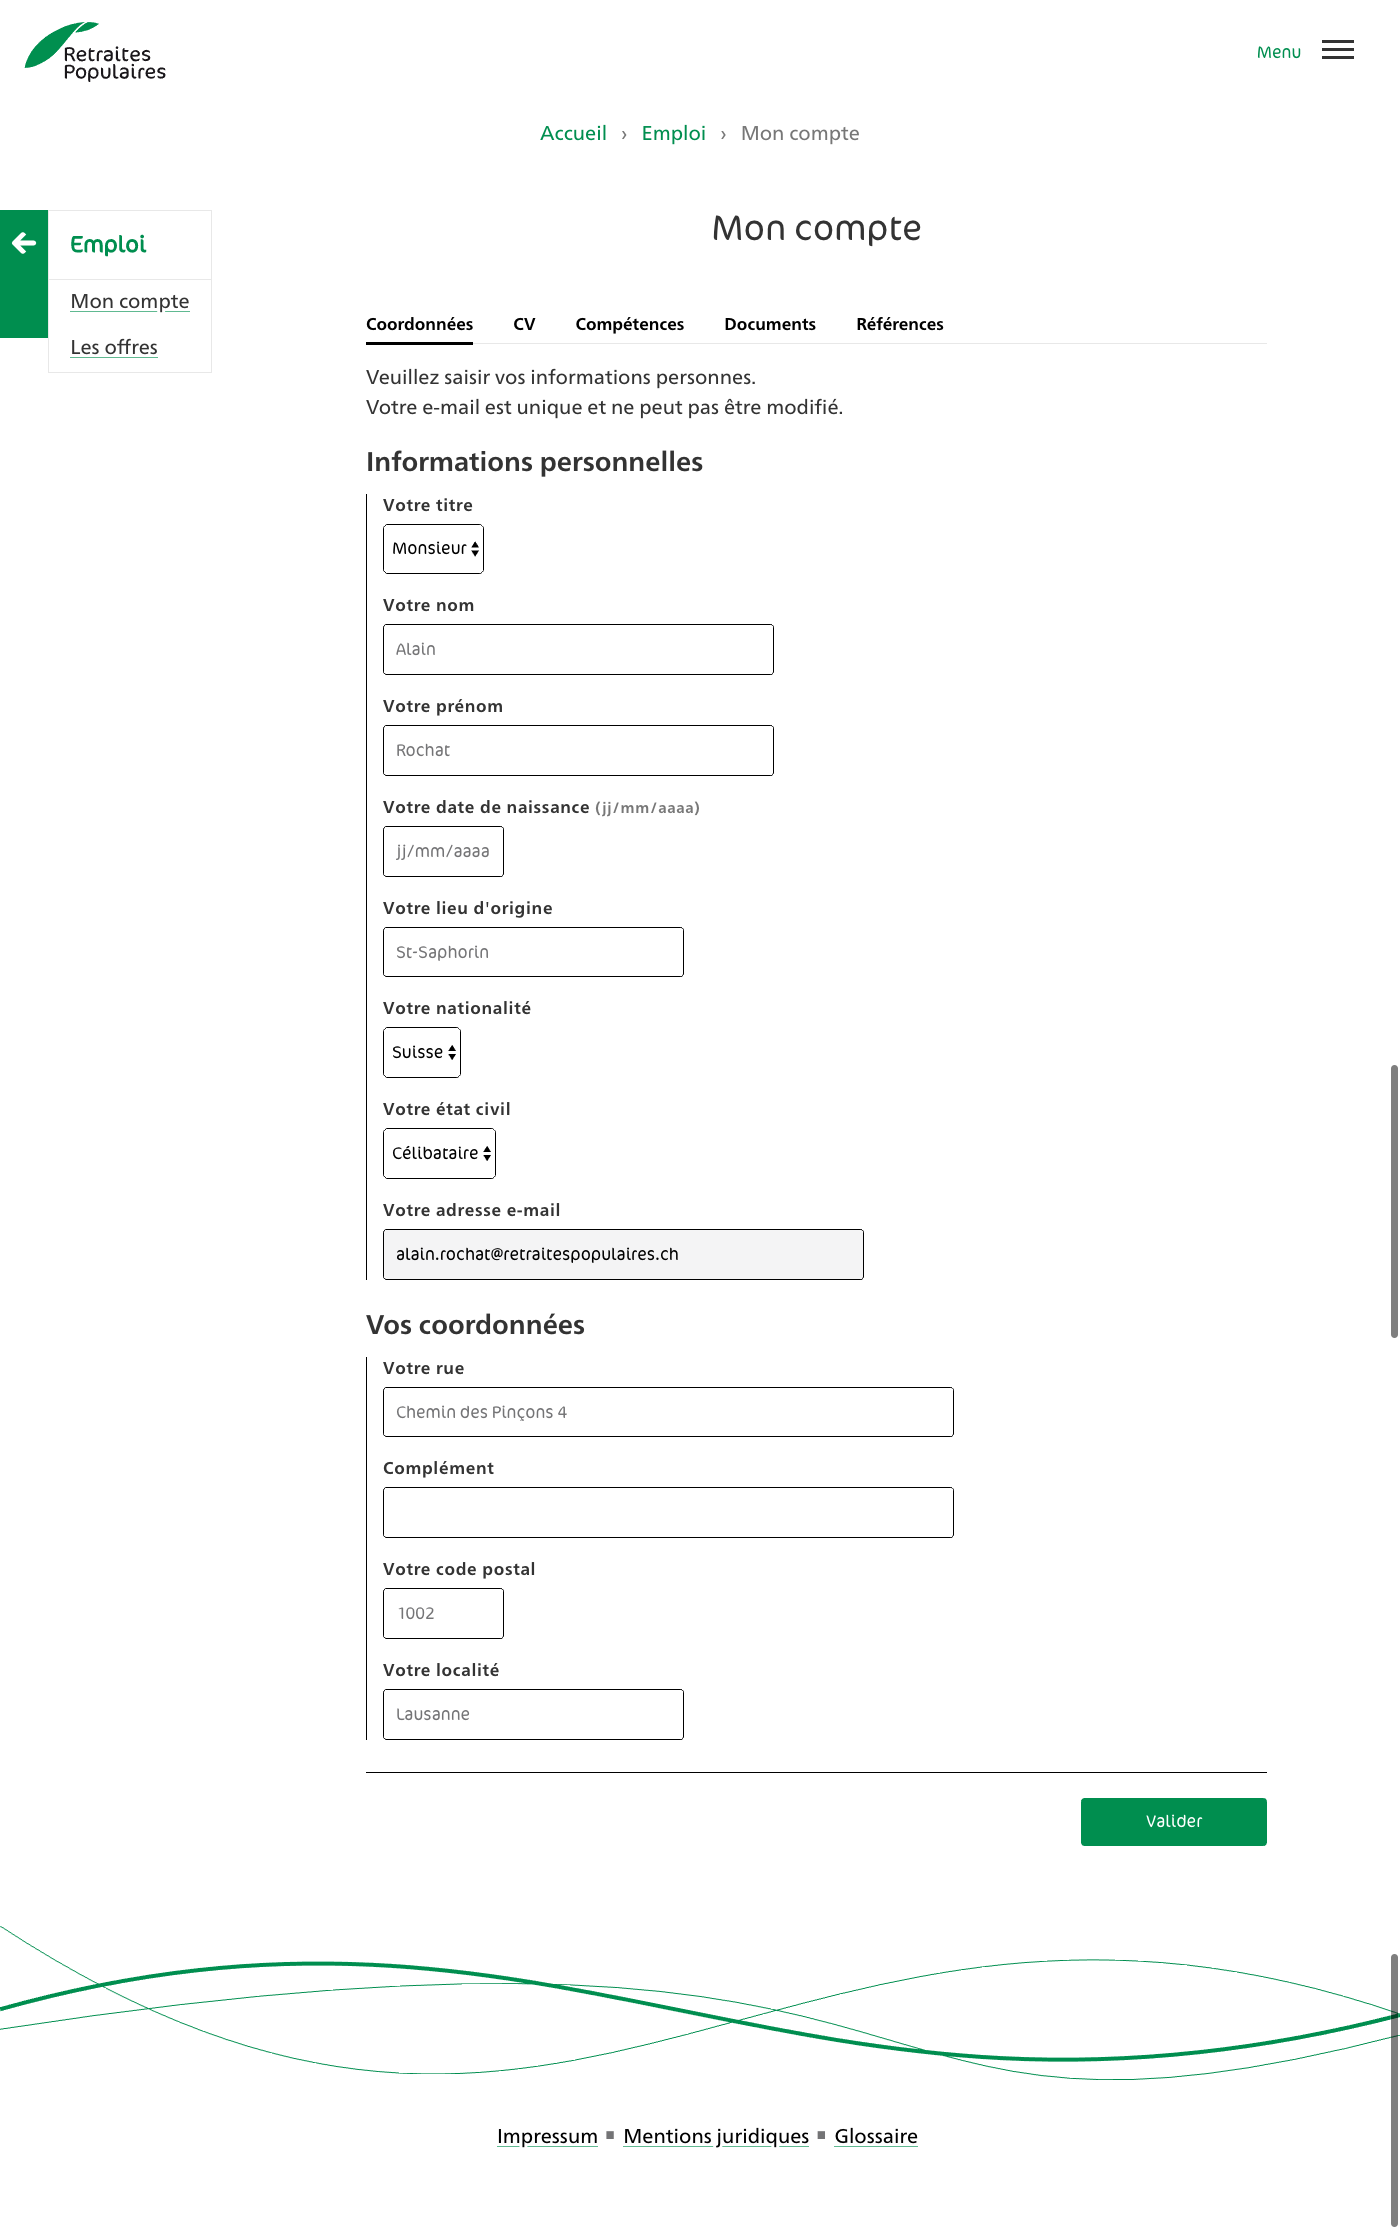 Retraites
Populaires
Menu
Accueil › Emploi › Mon compte
Emploi
Mon compte
Les offres
Mon compte
Coordonnées CV Compétences Documents Références
Veuillez saisir vos informations personnes.
Votre e-mail est unique et ne peut pas être modifié.
Informations personnelles
Votre titre
Monsieur
Votre nom
Alain
Votre prénom
Rochat
Votre date de naissance (jj/mm/aaaa)
jj/mm/aaaa
Votre lieu d'origine
St-Saphorin
Votre nationalité
Suisse
Votre état civil
Célibataire
Votre adresse e-mail
alain.rochat@retraitespopulaires.ch
Vos coordonnées
Votre rue
Chemin des Pinçons 4
Complément
Votre code postal
1002
Votre localité
Lausanne
Valider
Impressum ▪ Mentions juridiques ▪ Glossaire